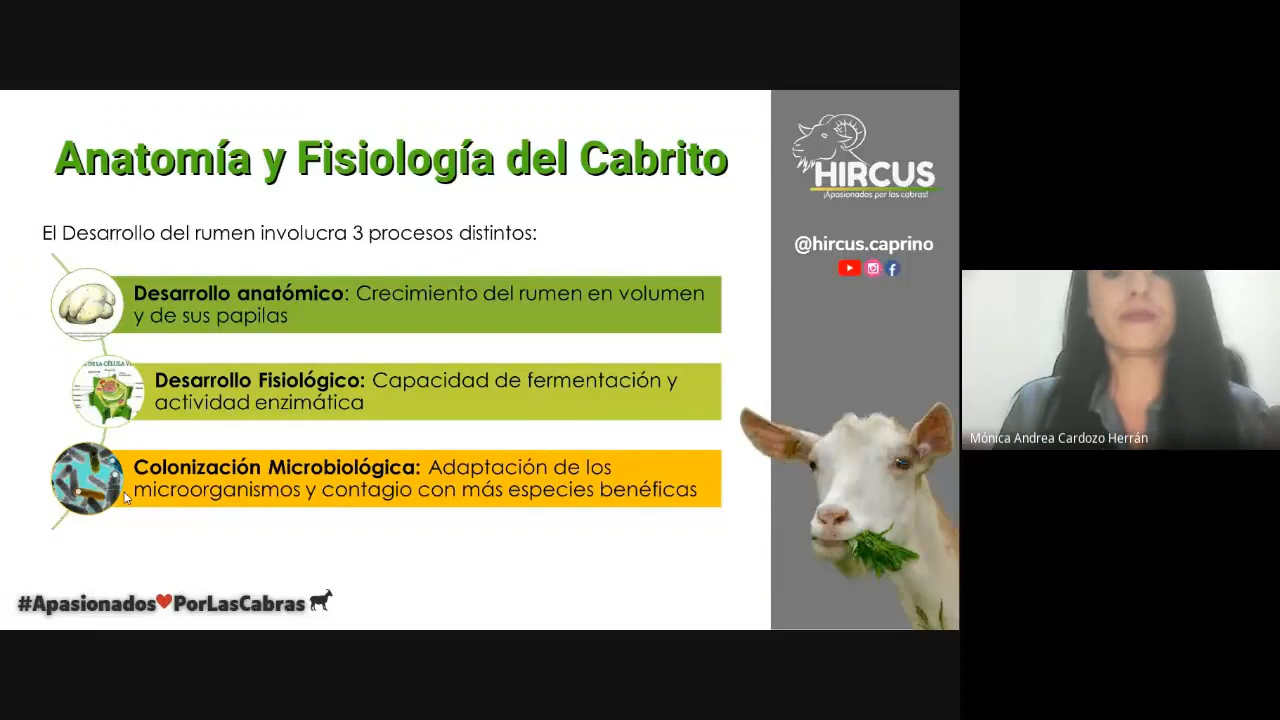 Anatomía y Fisiología del Cabrito
El Desarrollo del rumen involucra 3 procesos distintos:
Desarrollo anatómico: Crecimiento del rumen en volumen
y de sus papilas
Desarrollo Fisiológico: Capacidad de fermentación y
actividad enzimática
Colonización Microbiológica: Adaptación de los
microorganismos y contagio con más especies benéficas
#Apasionados❤PorLasCabras
HIRCUS
¡Apasionados por las cabras!
@hircus.caprino
Mónica Andrea Cardozo Herrán